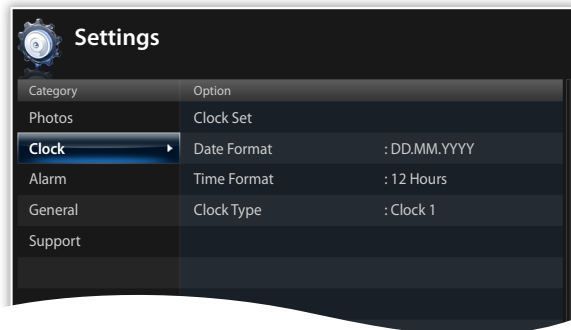 Settings
Category Option
Photos Clock Set
Clock Date Format : DD.MM.YYYY
Alarm Time Format : 12 Hours
General Clock Type : Clock 1
Support